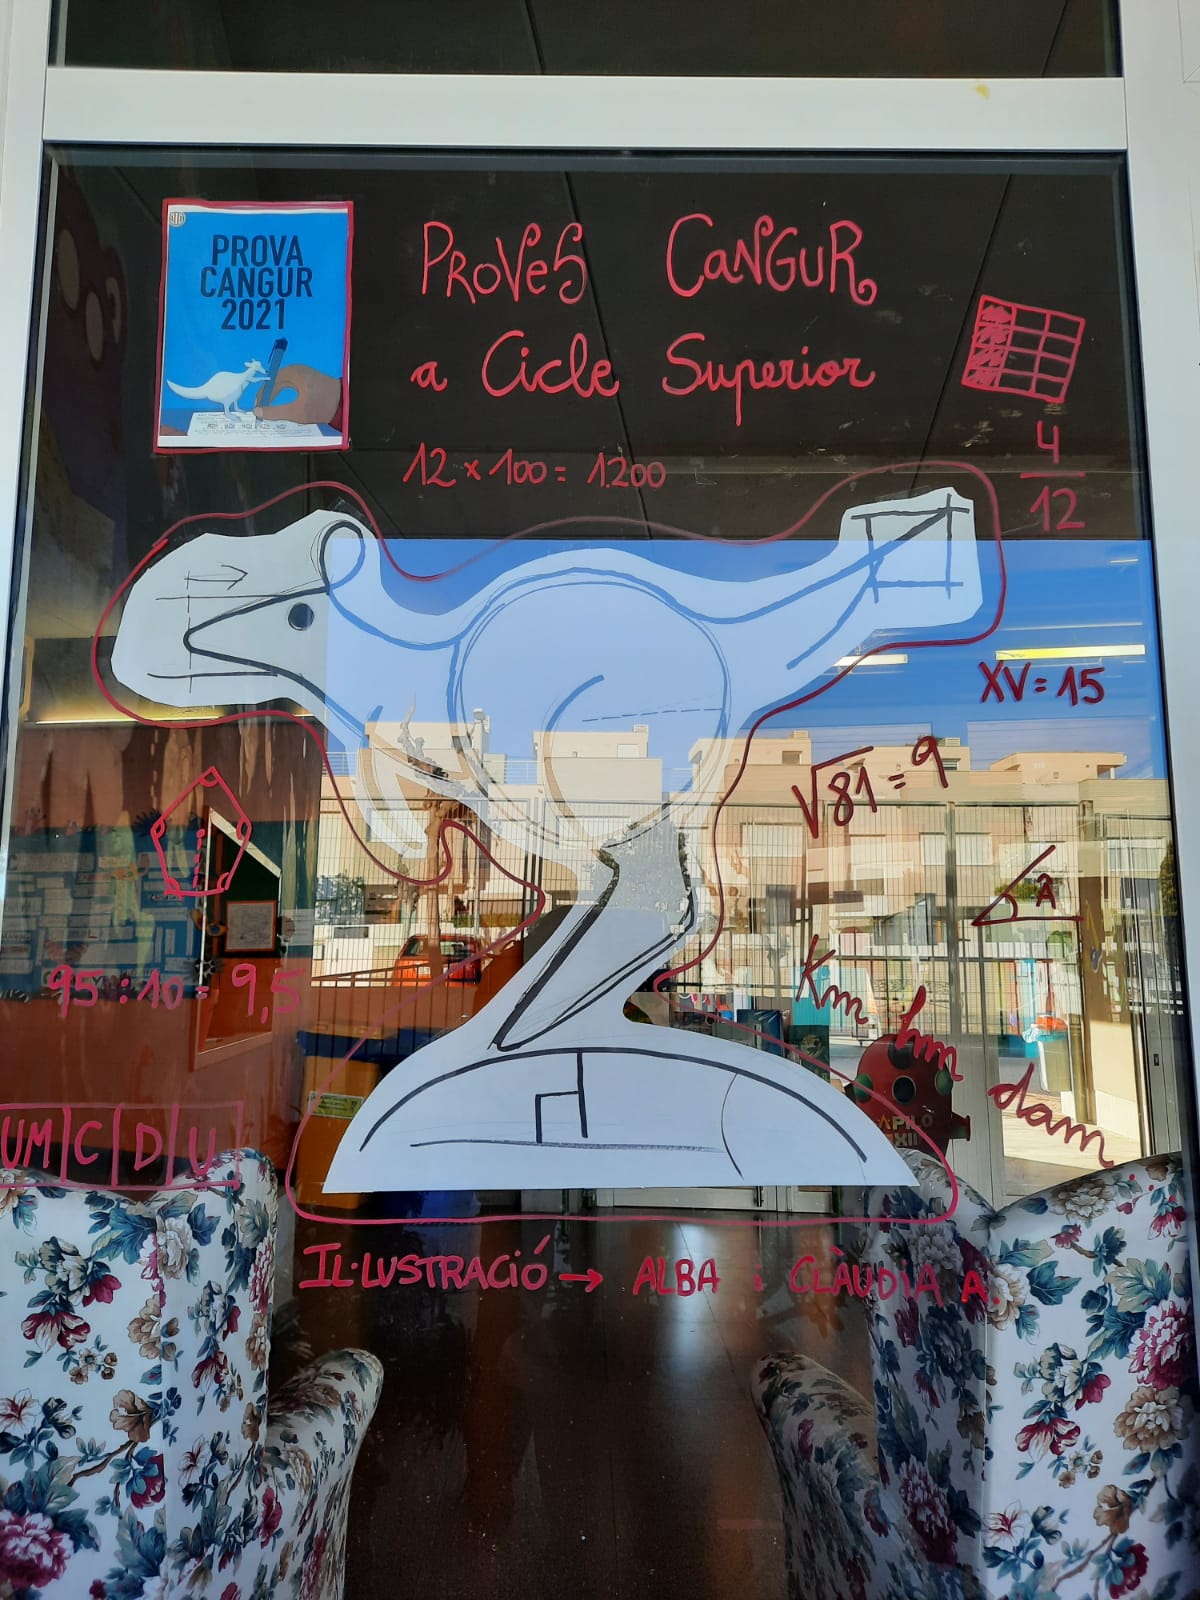 PROVA
CANGUR
2021
PROVES CANGUR
a Cicle Superior
12 x 100 = 1.200
4
12
XV = 15
√81 = 9
Â
95 : 10 = 9,5
Km
hm
dam
UM C D U
IL·LUSTRACIÓ → ALBA i CLÀUDIA A.